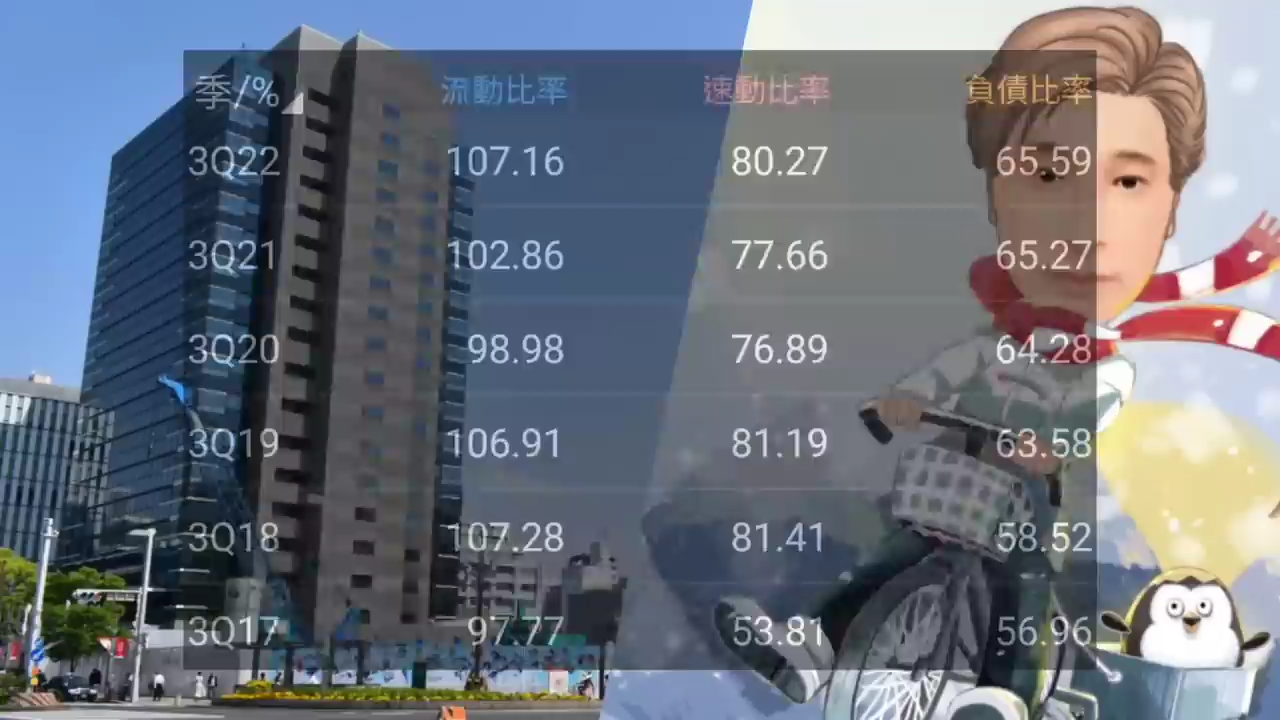 季/% 流動比率 速動比率 負債比率
3Q22 107.16 80.27 65.59
3Q21 102.86 77.66 65.27
3Q20 98.98 76.89 64.28
3Q19 106.91 81.19 63.58
3Q18 107.28 81.41 58.52
3Q17 97.77 53.81 56.96